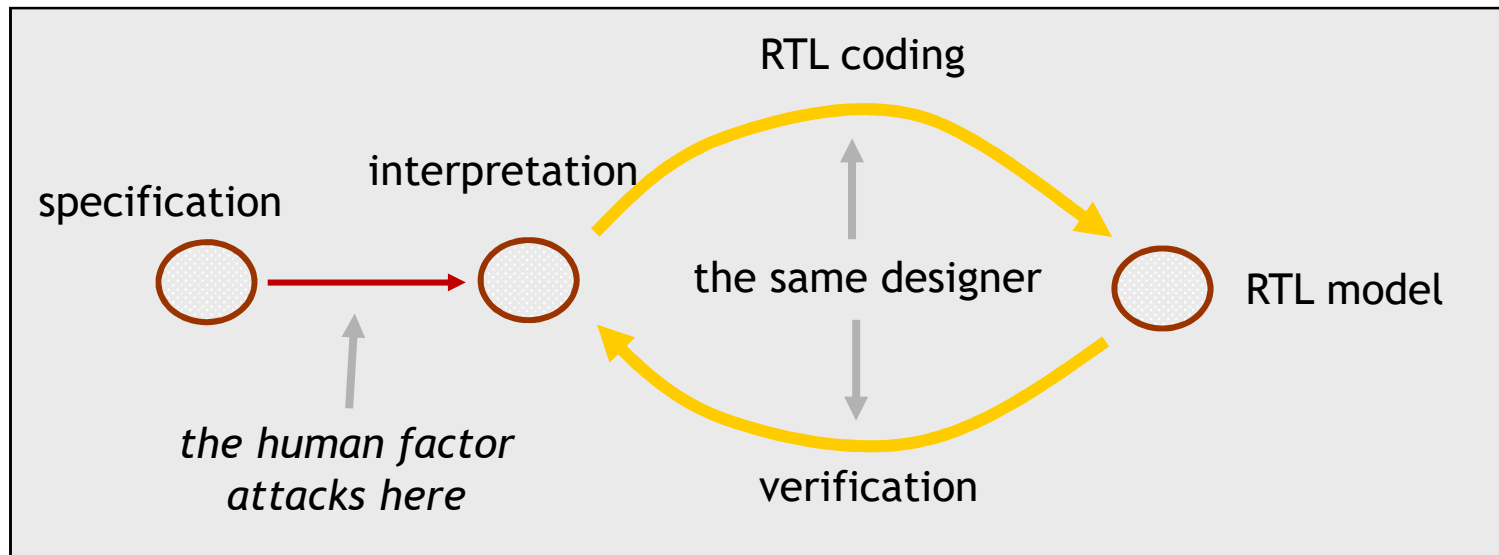 RTL coding
interpretation
specification
the same designer
RTL model
the human factor
attacks here
verification